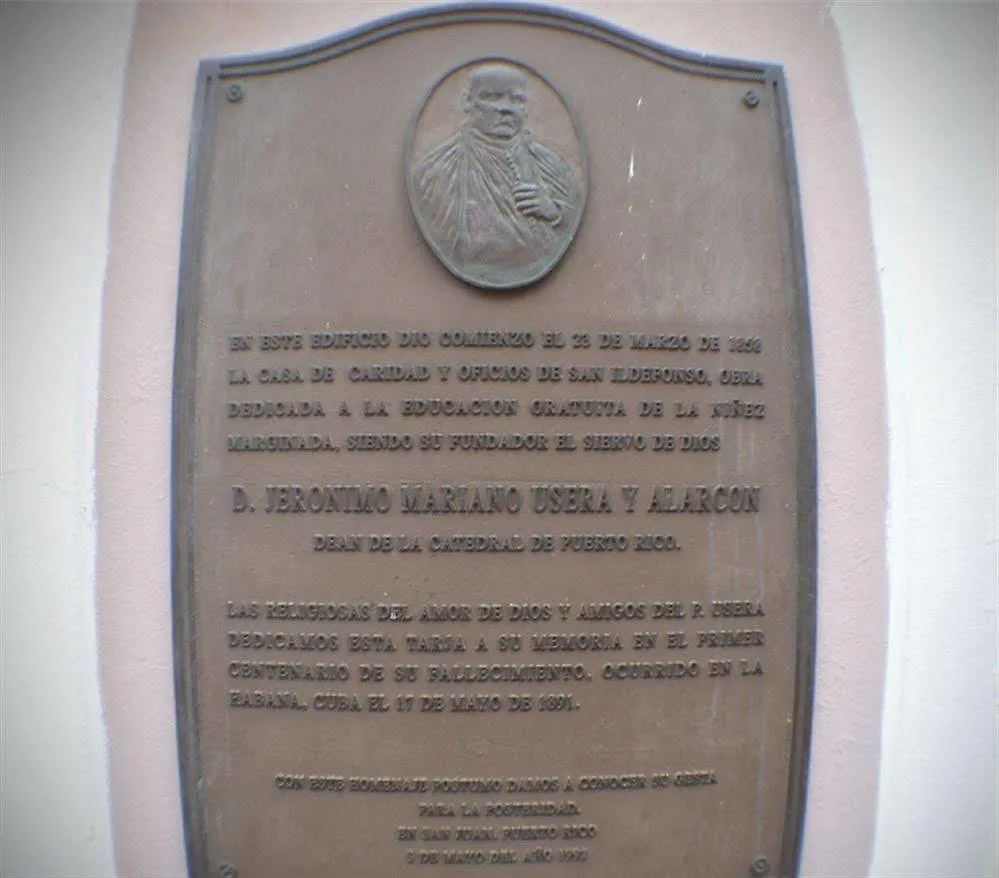 EN ESTE EDIFICIO DIO COMIENZO EL 23 DE MARZO DE 1858
LA CASA DE CARIDAD Y OFICIOS DE SAN ILDEFONSO, OBRA
DEDICADA A LA EDUCACION GRATUITA DE LA NIÑEZ
MARGINADA, SIENDO SU FUNDADOR EL SIERVO DE DIOS
D. JERONIMO MARIANO USERA Y ALARCON
DEAN DE LA CATEDRAL DE PUERTO RICO.
LAS RELIGIOSAS DEL AMOR DE DIOS Y AMIGOS DEL P. USERA
DEDICAMOS ESTA TARJA A SU MEMORIA EN EL PRIMER
CENTENARIO DE SU FALLECIMIENTO, OCURRIDO EN LA
HABANA, CUBA EL 17 DE MAYO DE 1891.
CON ESTE HOMENAJE POSTUMO DAMOS A CONOCER SU GESTA
PARA LA POSTERIDAD.
EN SAN JUAN, PUERTO RICO
DE MAYO DEL AÑO